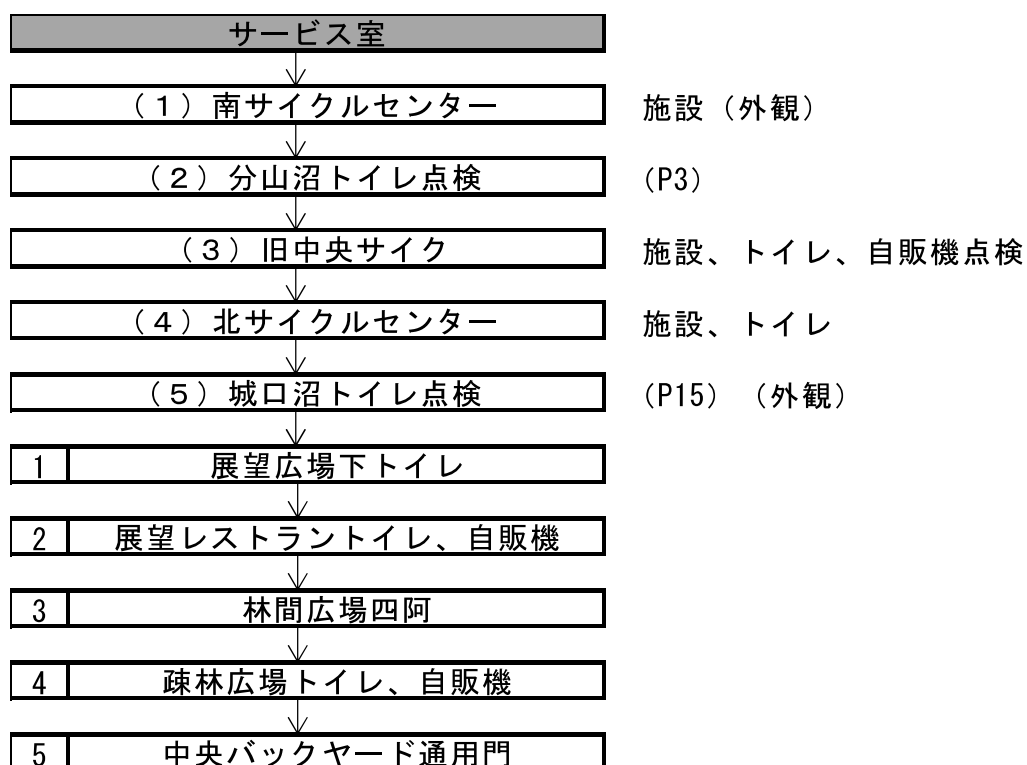 サービス室
（１）南サイクルセンター 施設（外観）
（２）分山沼トイレ点検 (P3)
（３）旧中央サイク 施設、トイレ、自販機点検
（４）北サイクルセンター 施設、トイレ
（５）城口沼トイレ点検 (P15)（外観）
1 展望広場下トイレ
2 展望レストラントイレ、自販機
3 林間広場四阿
4 疎林広場トイレ、自販機
5 中央バックヤード通用門